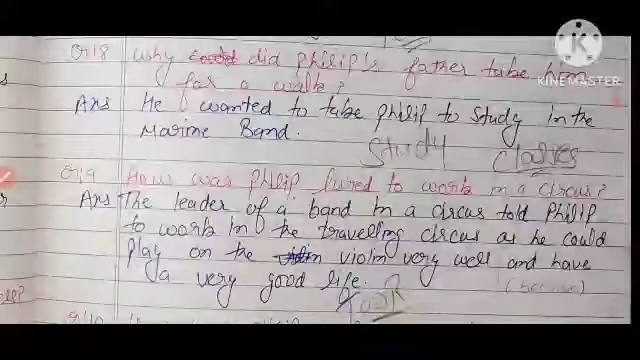 Q.18 Why did Philip's father take him
for a walk?
KINEMASTER
Ans He wanted to take Philip to study in the
Marine Band.
Study Classes
Q.19 How was Philip lured to work in a circus?
Ans The leader of a band in a circus told Philip
to work in the travelling circus as he could
play on the violin very well and have
a very good life.